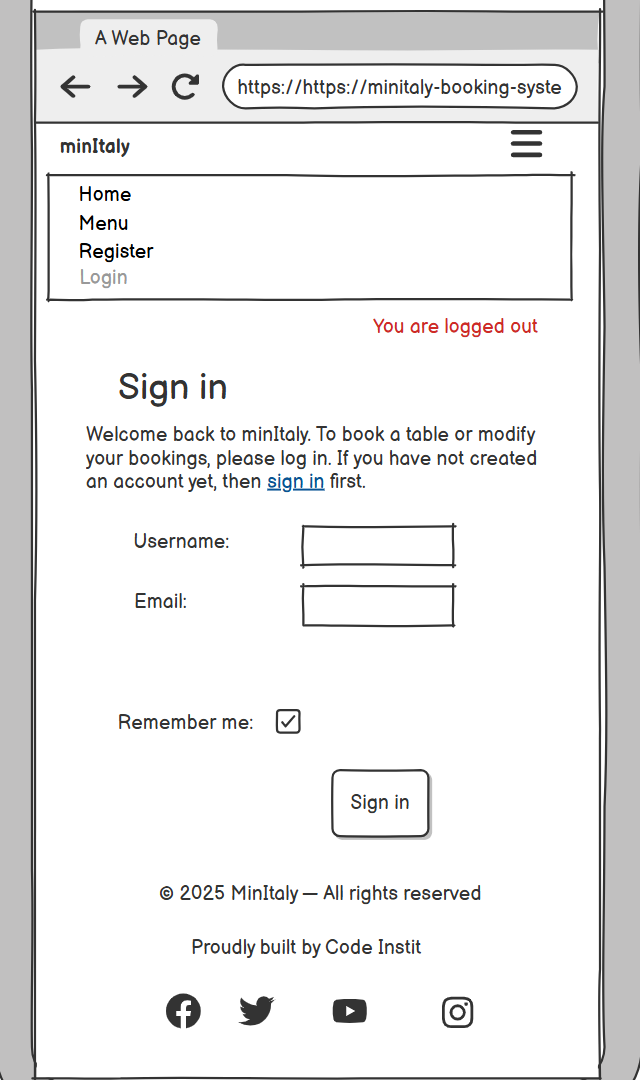 A Web Page
https://https://minitaly-booking-syste
minItaly
Home
Menu
Register
Login
You are logged out
Sign in
Welcome back to minItaly. To book a table or modify
your bookings, please log in. If you have not created
an account yet, then sign in first.
Username:
Email:
Remember me:
Sign in
© 2025 MinItaly — All rights reserved
Proudly built by Code Instit